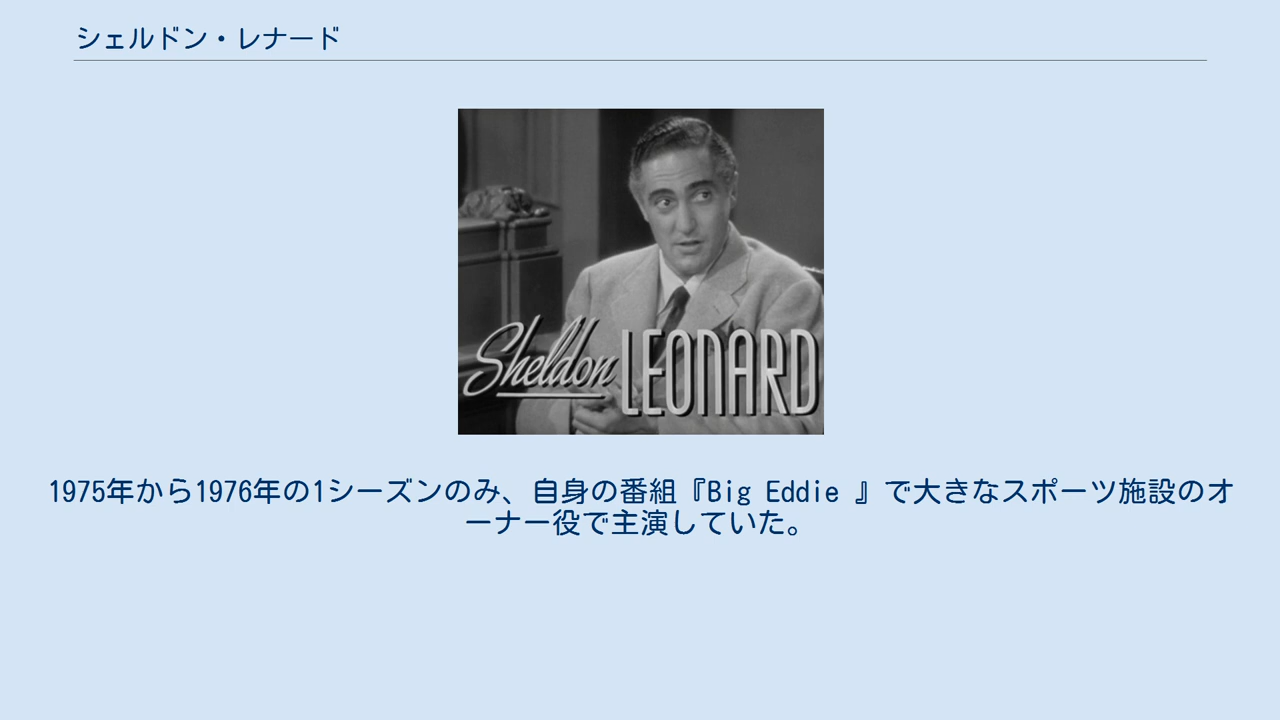 シェルドン・レナード
Sheldon LEONARD
1975年から1976年の1シーズンのみ、自身の番組『Big Eddie 』で大きなスポーツ施設のオ
ーナー役で主演していた。